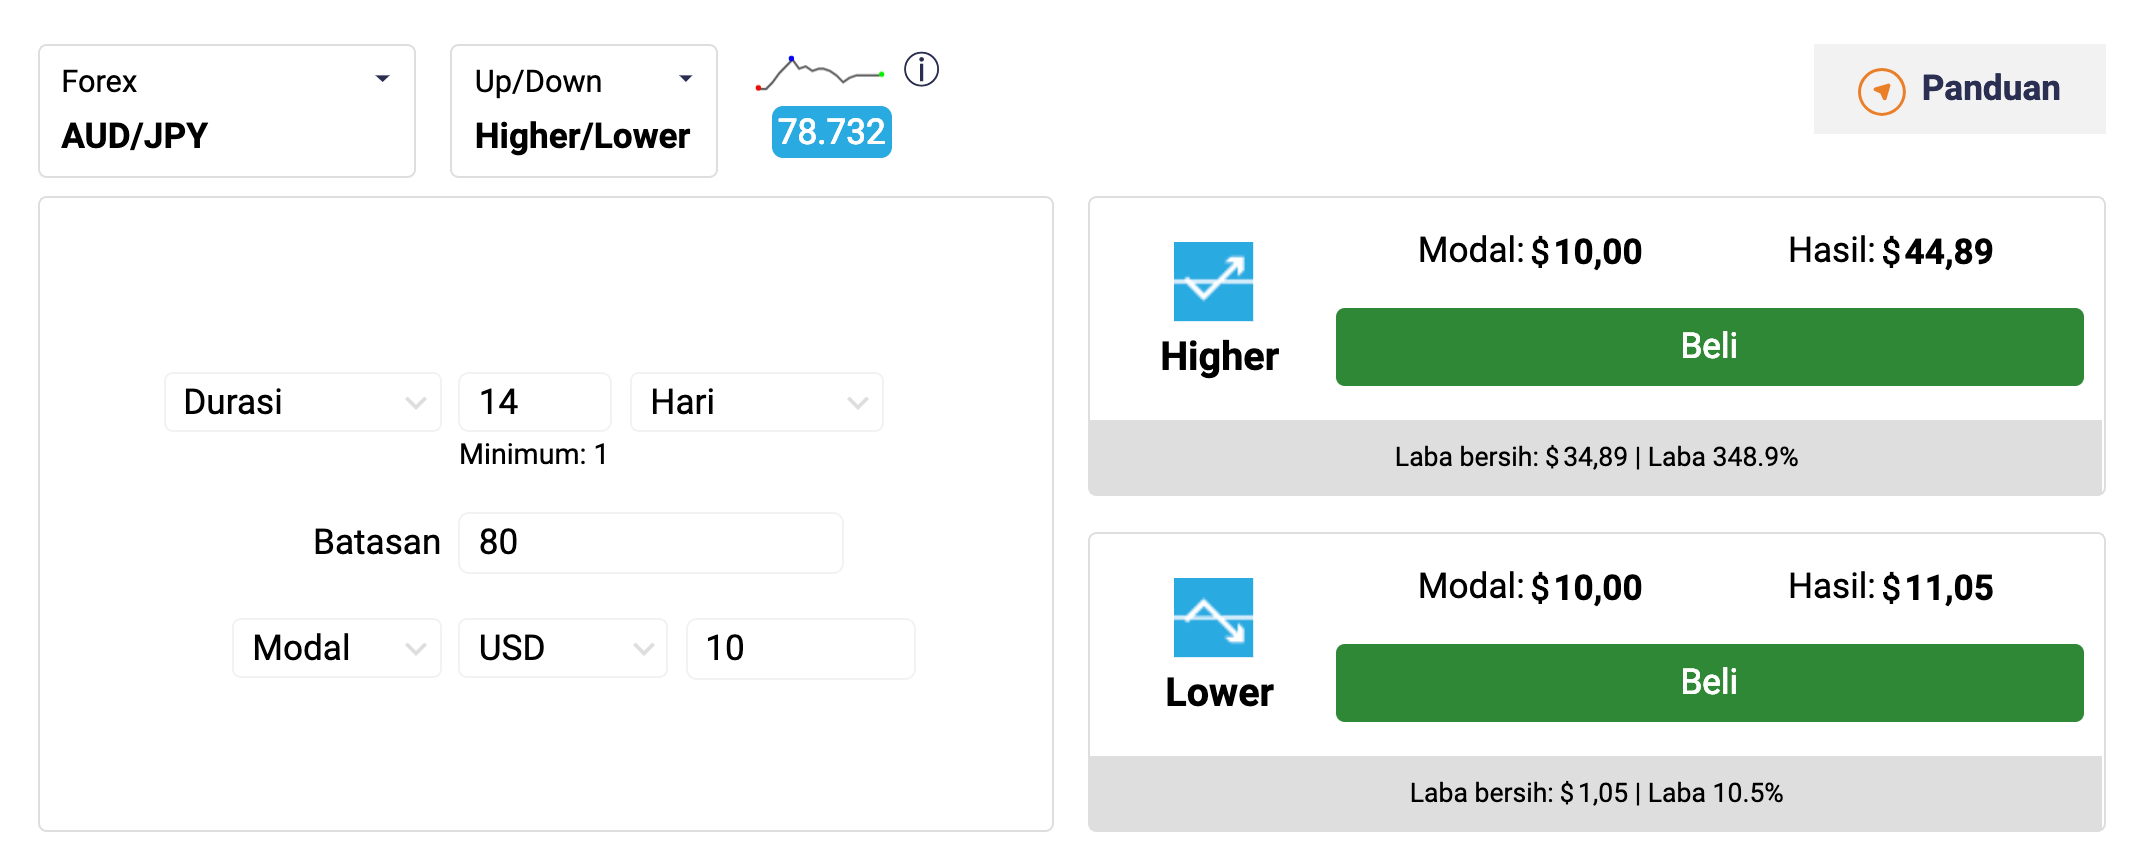 Forex
AUD/JPY
Up/Down
Higher/Lower
78.732
Panduan
Durasi
14
Hari
Minimum: 1
Batasan
80
Modal
USD
10
Modal: $10,00
Hasil: $44,89
Higher
Beli
Laba bersih: $34,89 | Laba 348.9%
Modal: $10,00
Hasil: $11,05
Lower
Beli
Laba bersih: $1,05 | Laba 10.5%